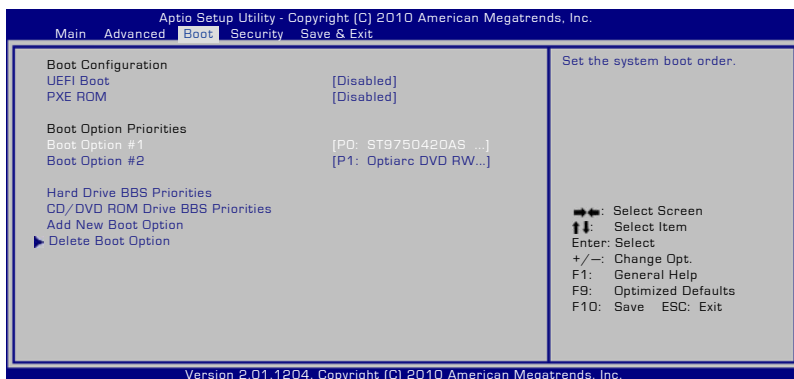 Aptio Setup Utility - Copyright (C) 2010 American Megatrends, Inc.
Main Advanced Boot Security Save & Exit
Boot Configuration
UEFI Boot [Disabled]
PXE ROM [Disabled]
Boot Option Priorities
Boot Option #1 [P0: ST9750420AS ...]
Boot Option #2 [P1: Optiarc DVD RW...]
Hard Drive BBS Priorities
CD/DVD ROM Drive BBS Priorities
Add New Boot Option
Delete Boot Option
Set the system boot order.
: Select Screen
: Select Item
Enter: Select
+/—: Change Opt.
F1: General Help
F9: Optimized Defaults
F10: Save ESC: Exit
Version 2.01.1204. Copyright (C) 2010 American Megatrends, Inc.